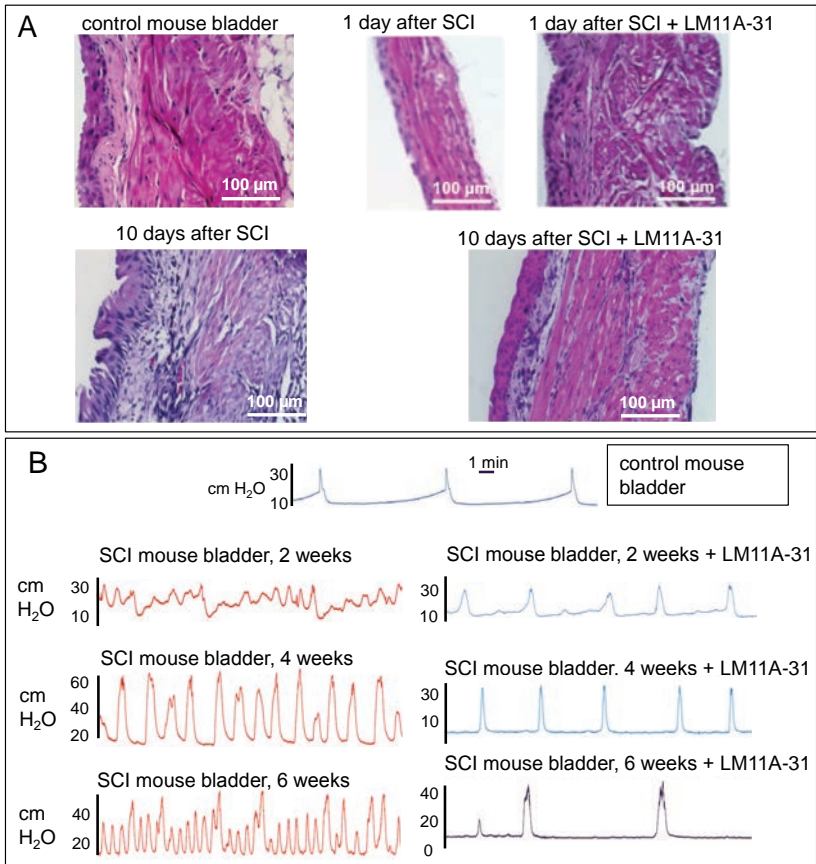 A
control mouse bladder
1 day after SCI
1 day after SCI + LM11A-31
100 µm
100 µm
100 µm
10 days after SCI
10 days after SCI + LM11A-31
100 µm
100 µm
B
1 min
control mouse
bladder
cm H₂O
30
10
SCI mouse bladder, 2 weeks
SCI mouse bladder, 2 weeks + LM11A-31
cm
H₂O
30
10
30
10
SCI mouse bladder, 4 weeks
SCI mouse bladder. 4 weeks + LM11A-31
cm
H₂O
60
40
20
30
10
SCI mouse bladder, 6 weeks
SCI mouse bladder, 6 weeks + LM11A-31
cm
H₂O
40
20
40
20
0